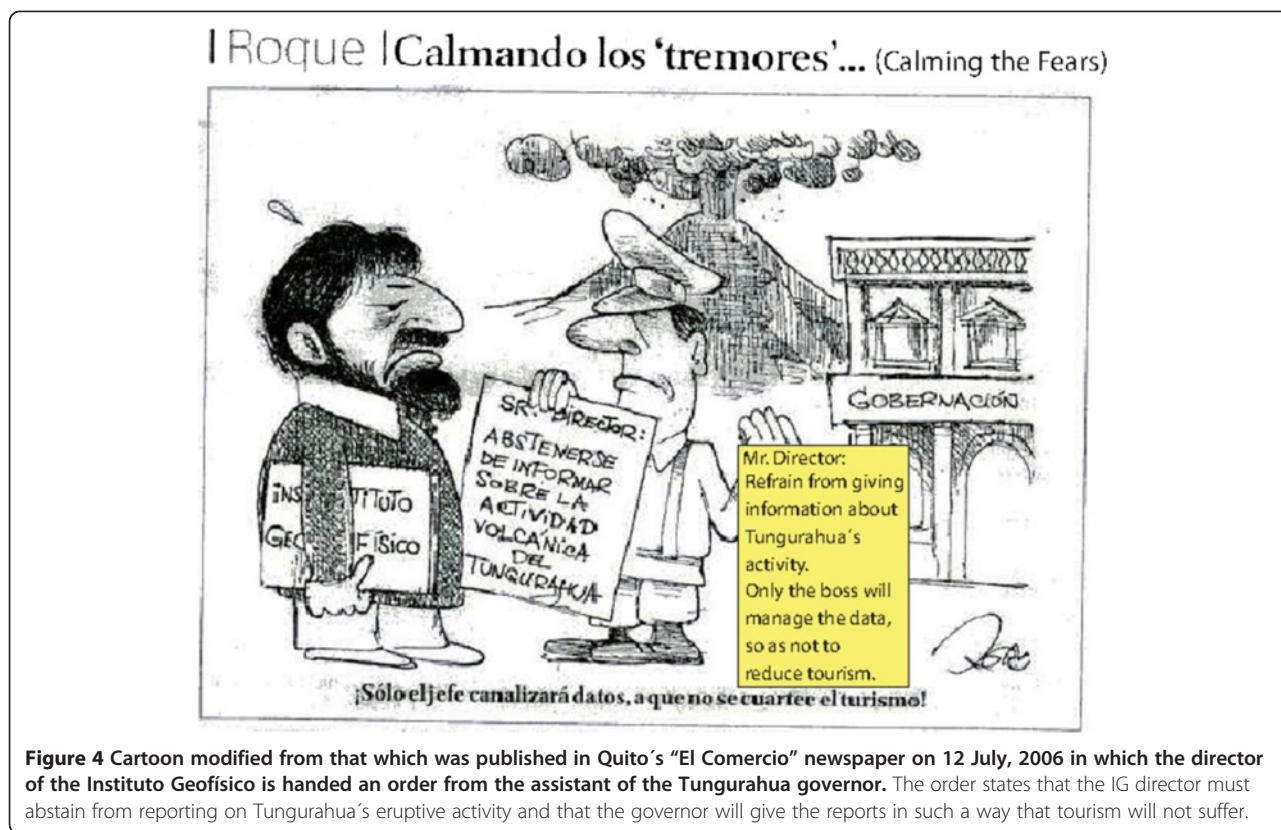 | Roque | Calmando los 'tremores'... (Calming the Fears)
SR. DIRECTOR:
ABSTENERSE
DE INFORMAR
SOBRE LA
ACTIVIDAD
VOLCÁNICA
DEL
TUNGURAHUA
INSTITUTO
GEOFÍSICO
GOBERNACIÓN
Mr. Director:
Refrain from giving
information about
Tungurahua´s
activity.
Only the boss will
manage the data,
so as not to
reduce tourism.
¡Sólo el jefe canalizará datos, a que no se cuartee el turismo!
Figure 4 Cartoon modified from that which was published in Quito´s “El Comercio” newspaper on 12 July, 2006 in which the director
of the Instituto Geofísico is handed an order from the assistant of the Tungurahua governor. The order states that the IG director must
abstain from reporting on Tungurahua´s eruptive activity and that the governor will give the reports in such a way that tourism will not suffer.